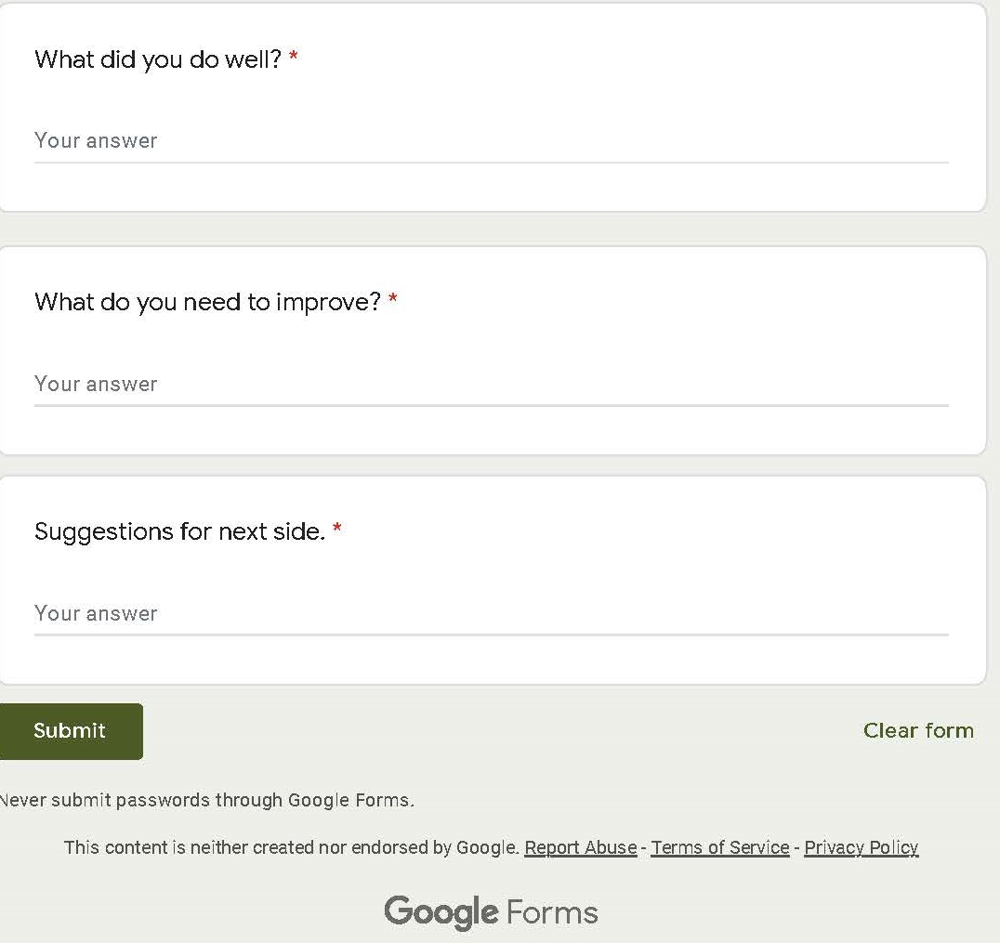 What did you do well? *
Your answer
What do you need to improve? *
Your answer
Suggestions for next side. *
Your answer
Submit
Clear form
Never submit passwords through Google Forms.
This content is neither created nor endorsed by Google. Report Abuse - Terms of Service - Privacy Policy
Google Forms